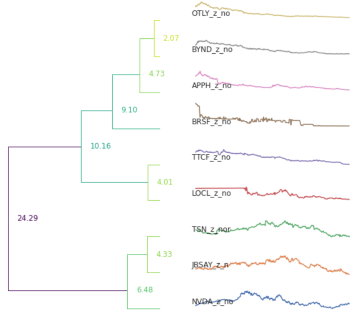 OTLY_z_no
2.07
BYND_z_no
4.73
APPH_z_no
9.10
BRSF_z_no
10.16
TTCF_z_no
4.01
LOCL_z_no
24.29
TSN_z_nor
4.33
JBSAY_z_n
6.48
NVDA_z_no